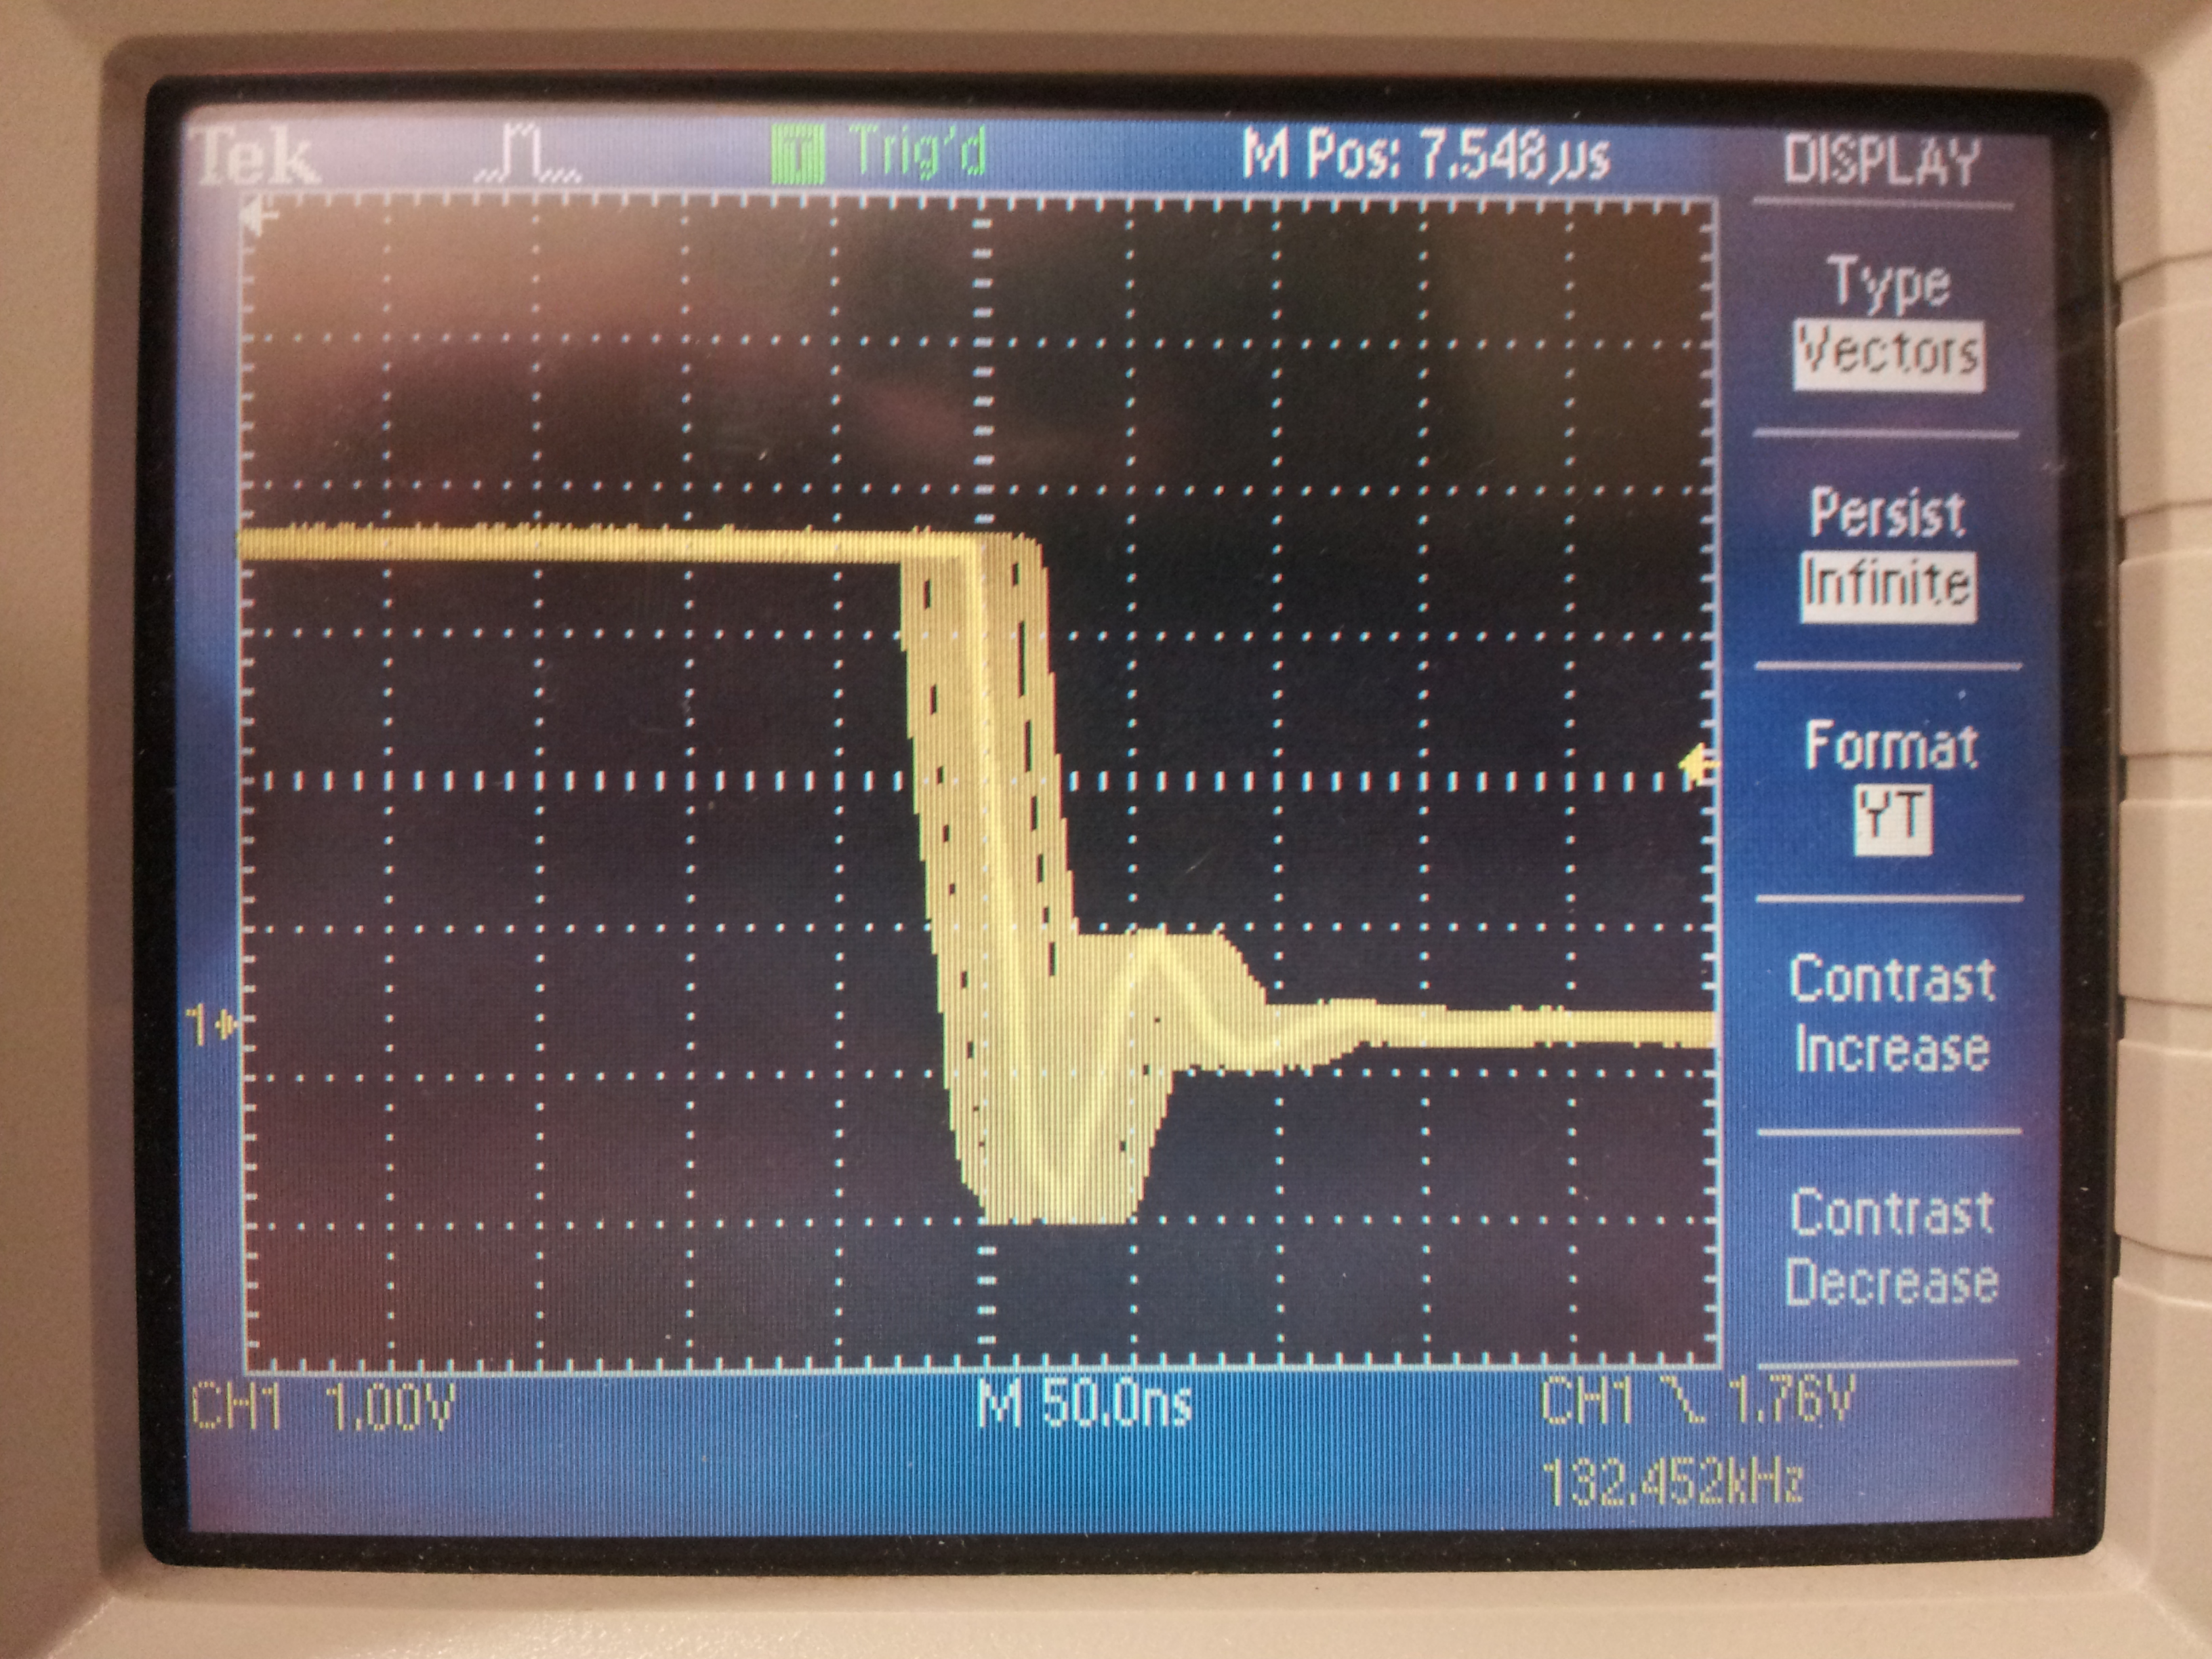 Tek T Trig'd M Pos: 7.548µs DISPLAY
Type
Vectors
Persist
Infinite
Format
YT
1
Contrast
Increase
Contrast
Decrease
CH1 1.00V M 50.0ns CH1 1.76V
132.452kHz